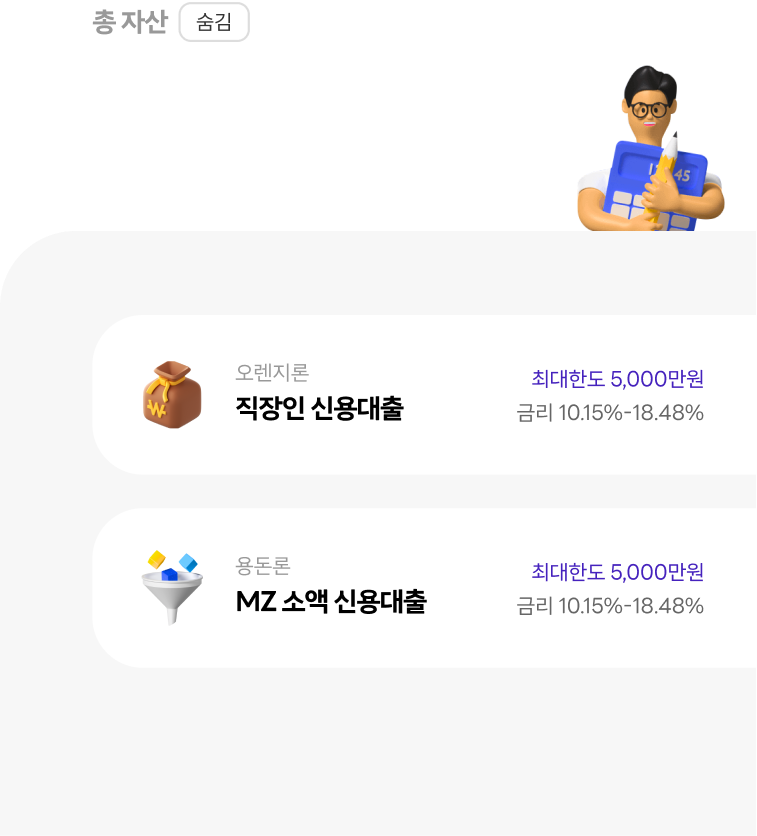 총 자산 숨김
오렌지론
직장인 신용대출
최대한도 5,000만원
금리 10.15%-18.48%
용돈론
MZ 소액 신용대출
최대한도 5,000만원
금리 10.15%-18.48%